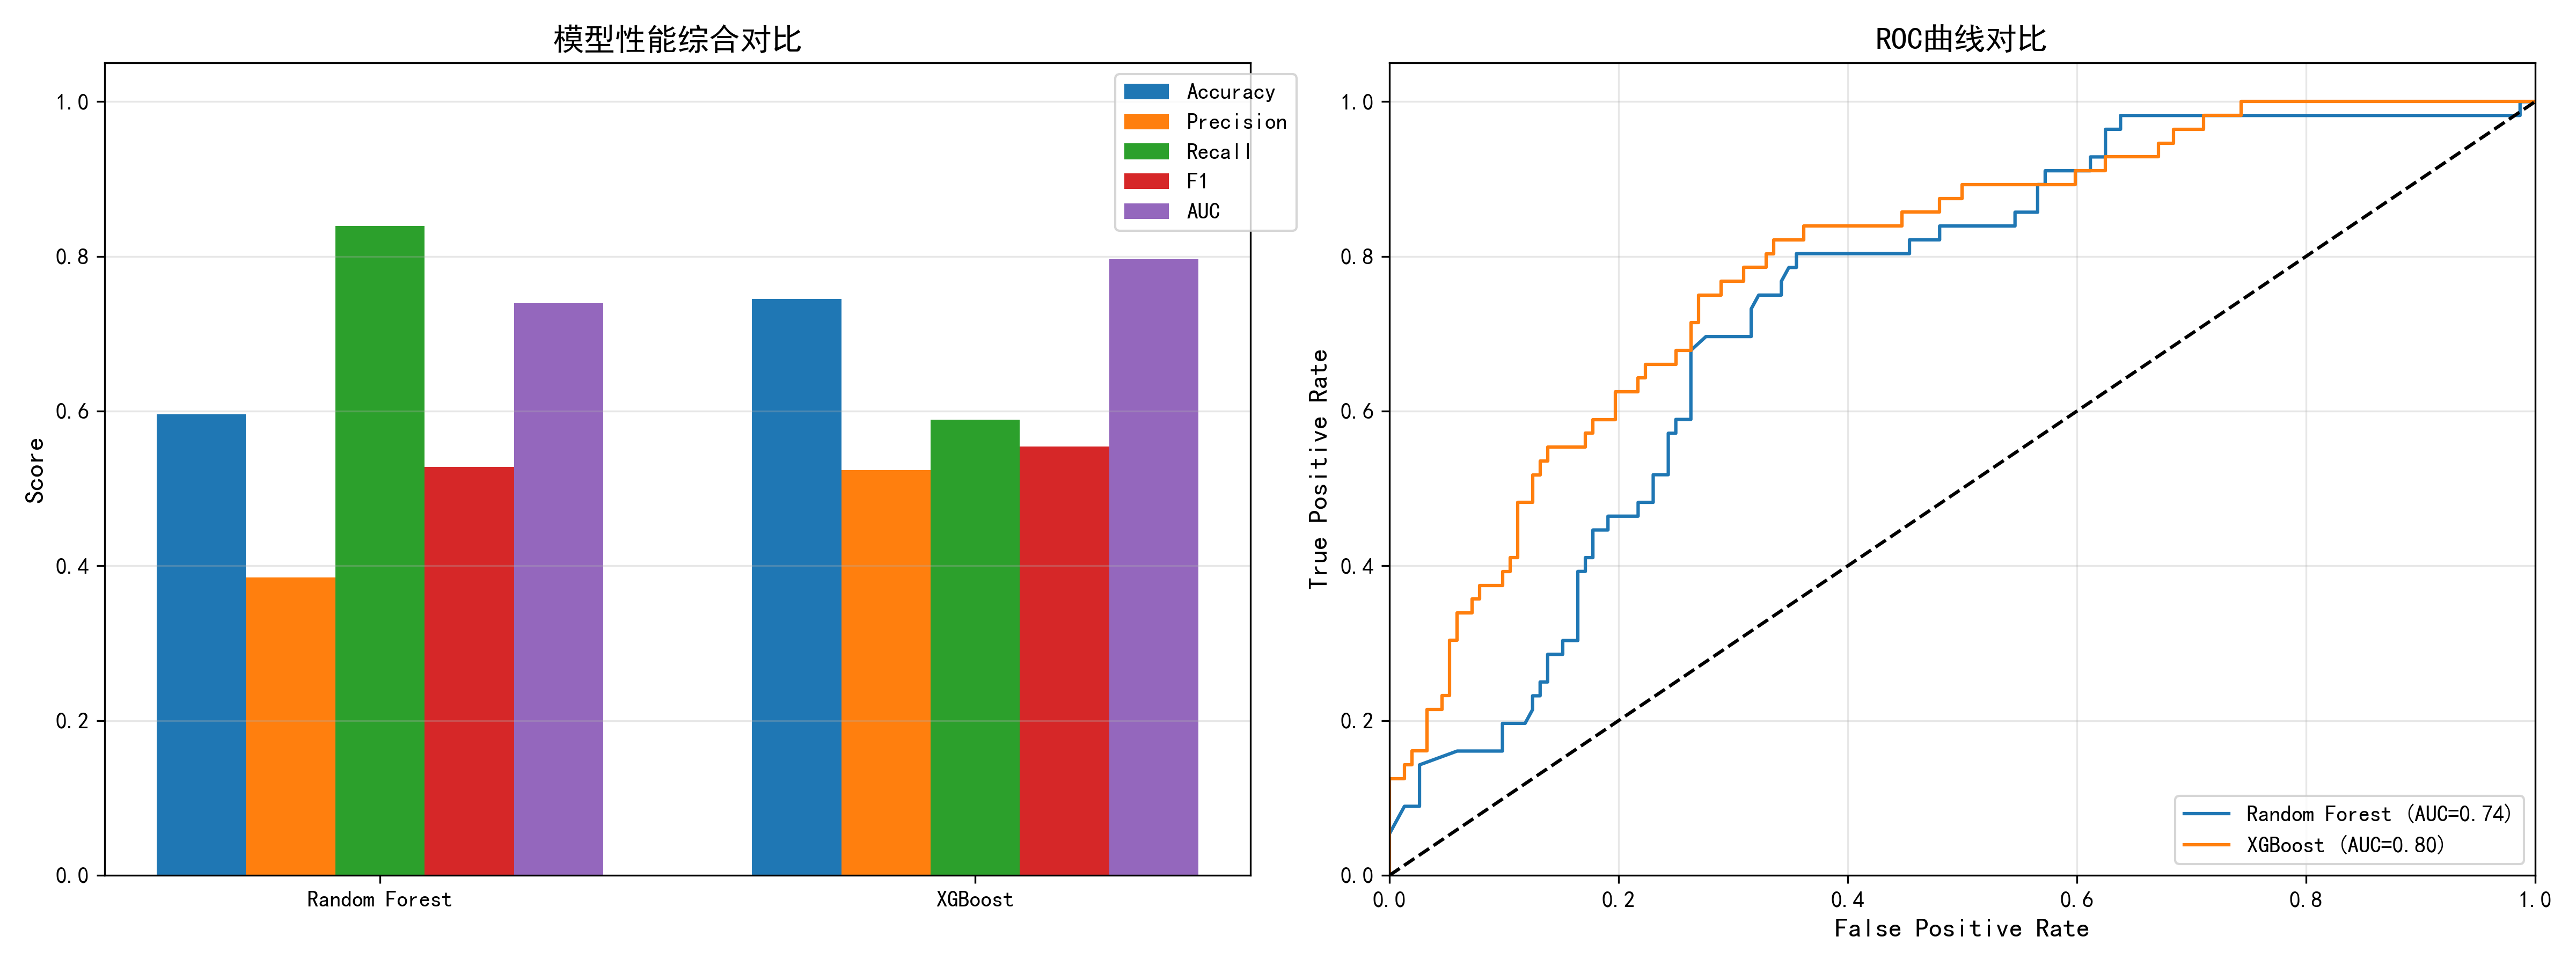 模型性能综合对比
Score
1.0
0.8
0.6
0.4
0.2
0.0
Accuracy
Precision
Recall
F1
AUC
Random Forest
XGBoost
ROC曲线对比
True Positive Rate
1.0
0.8
0.6
0.4
0.2
0.0
Random Forest (AUC=0.74)
XGBoost (AUC=0.80)
0.0
0.2
0.4
0.6
0.8
1.0
False Positive Rate